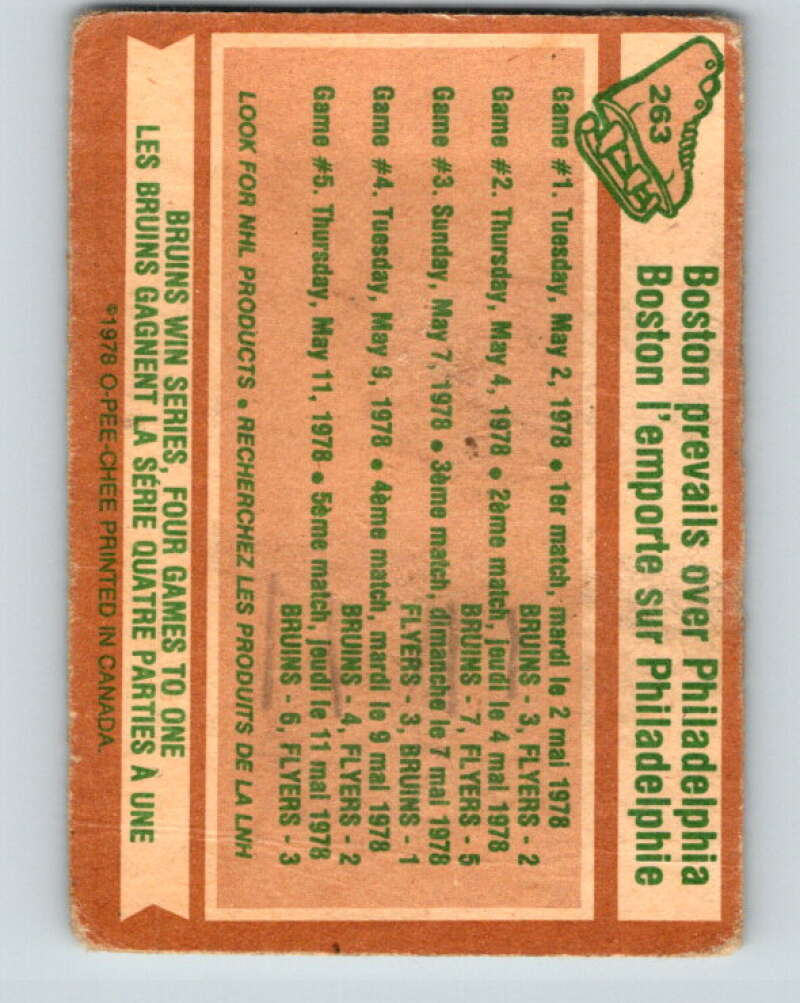 263
Boston prevails over Philadelphia
Boston l'emporte sur Philadelphie
Game #1. Tuesday, May 2, 1978 • 1er match, mardi le 2 mai 1978
BRUINS - 3, FLYERS - 2
Game #2. Thursday, May 4, 1978 • 2ème match, jeudi le 4 mai 1978
BRUINS - 7, FLYERS - 5
Game #3. Sunday, May 7, 1978 • 3ème match, dimanche le 7 mai 1978
FLYERS - 3, BRUINS - 1
Game #4. Tuesday, May 9, 1978 • 4ème match, mardi le 9 mai 1978
BRUINS - 4, FLYERS - 2
Game #5. Thursday, May 11, 1978 • 5ème match, jeudi le 11 mai 1978
BRUINS - 6, FLYERS - 3
LOOK FOR NHL PRODUCTS • RECHERCHEZ LES PRODUITS DE LA LNH
BRUINS WIN SERIES, FOUR GAMES TO ONE
LES BRUINS GAGNENT LA SÉRIE QUATRE PARTIES À UNE
©1978 O-PEE-CHEE PRINTED IN CANADA.